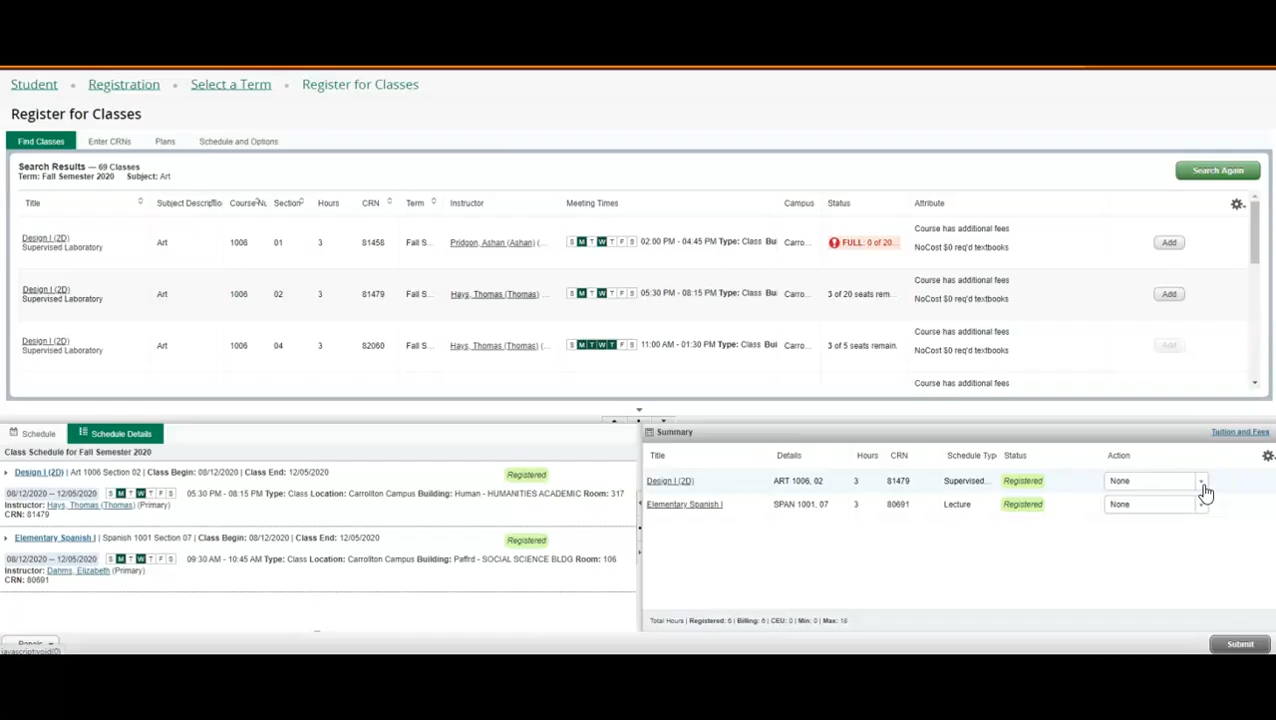 Student • Registration • Select a Term • Register for Classes
Register for Classes
Find Classes Enter CRNs Plans Schedule and Options
Search Results — 69 Classes
Term: Fall Semester 2020 Subject: Art
Search Again
Title Subject Descriptio Course Nu Section Hours CRN Term Instructor Meeting Times Campus Status Attribute
Design I (2D) Art 1006 01 3 81458 Fall S... Pridgon, Ashan (Ashan) (... S M T W T F S 02:00 PM - 04:45 PM Type: Class Bui Carro... FULL: 0 of 20... Course has additional fees Add
Supervised Laboratory NoCost $0 req'd textbooks
Design I (2D) Art 1006 02 3 81479 Fall S... Hays, Thomas (Thomas) ... S M T W T F S 05:30 PM - 08:15 PM Type: Class Bui Carro... 3 of 20 seats rem... Course has additional fees Add
Supervised Laboratory NoCost $0 req'd textbooks
Design I (2D) Art 1006 04 3 82060 Fall S... Hays, Thomas (Thomas) (... S M T W T F S 11:00 AM - 01:30 PM Type: Class Bui Carro... 3 of 5 seats remain. Course has additional fees Add
Supervised Laboratory NoCost $0 req'd textbooks
Course has additional fees
Schedule Schedule Details
Class Schedule for Fall Semester 2020
Design I (2D) | Art 1006 Section 02 | Class Begin: 08/12/2020 | Class End: 12/05/2020 Registered
08/12/2020 -- 12/05/2020 S M T W T F S 05:30 PM - 08:15 PM Type: Class Location: Carrollton Campus Building: Human - HUMANITIES ACADEMIC Room: 317
Instructor: Hays, Thomas (Thomas) (Primary)
CRN: 81479
Elementary Spanish I | Spanish 1001 Section 07 | Class Begin: 08/12/2020 | Class End: 12/05/2020 Registered
08/12/2020 -- 12/05/2020 S M T W T F S 09:30 AM - 10:45 AM Type: Class Location: Carrollton Campus Building: Paffrd - SOCIAL SCIENCE BLDG Room: 106
Instructor: Dahms, Elizabeth (Primary)
CRN: 80691
Panels
javascript:void(0)
Summary Tuition and Fees
Title Details Hours CRN Schedule Typ Status Action
Design I (2D) ART 1006, 02 3 81479 Supervised... Registered None
Elementary Spanish I SPAN 1001, 07 3 80691 Lecture Registered None
Total Hours | Registered: 6 | Billing: 6 | CEU: 0 | Min: 0 | Max: 18
Submit